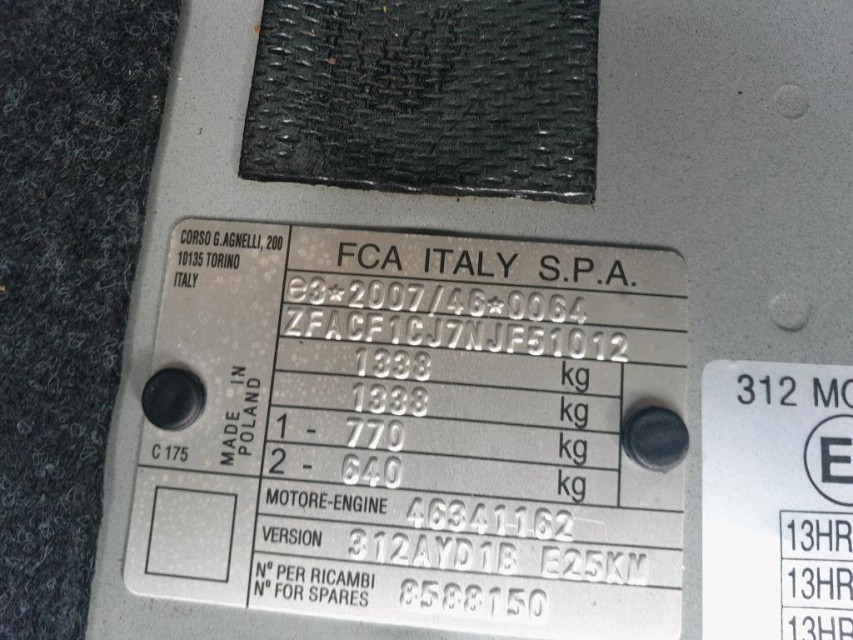 CORSO G.AGNELLI, 200
10135 TORINO
ITALY
FCA ITALY S.P.A.
e3*2007/46*0064
ZFACF1CJ7NJF51012
1338 kg
1338 kg
1 - 770 kg
2 - 640 kg
MADE IN
POLAND
C 175
MOTORE-ENGINE 46341162
VERSION 312AYD1B E25KM
Nº PER RICAMBI
Nº FOR SPARES 8588150
312 MO
E
13HR
13HR
13HR